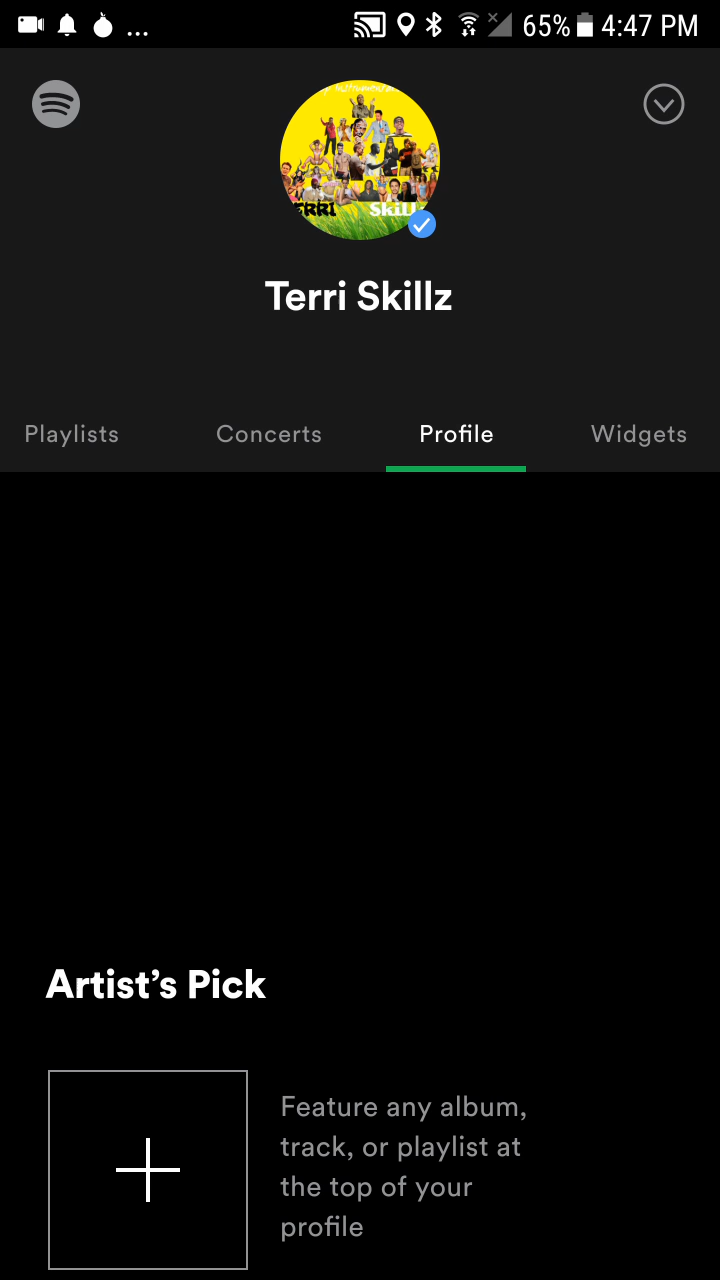 ...
65% 4:47 PM
Terri Skillz
Playlists Concerts Profile Widgets
Artist’s Pick
Feature any album,
track, or playlist at
the top of your
profile